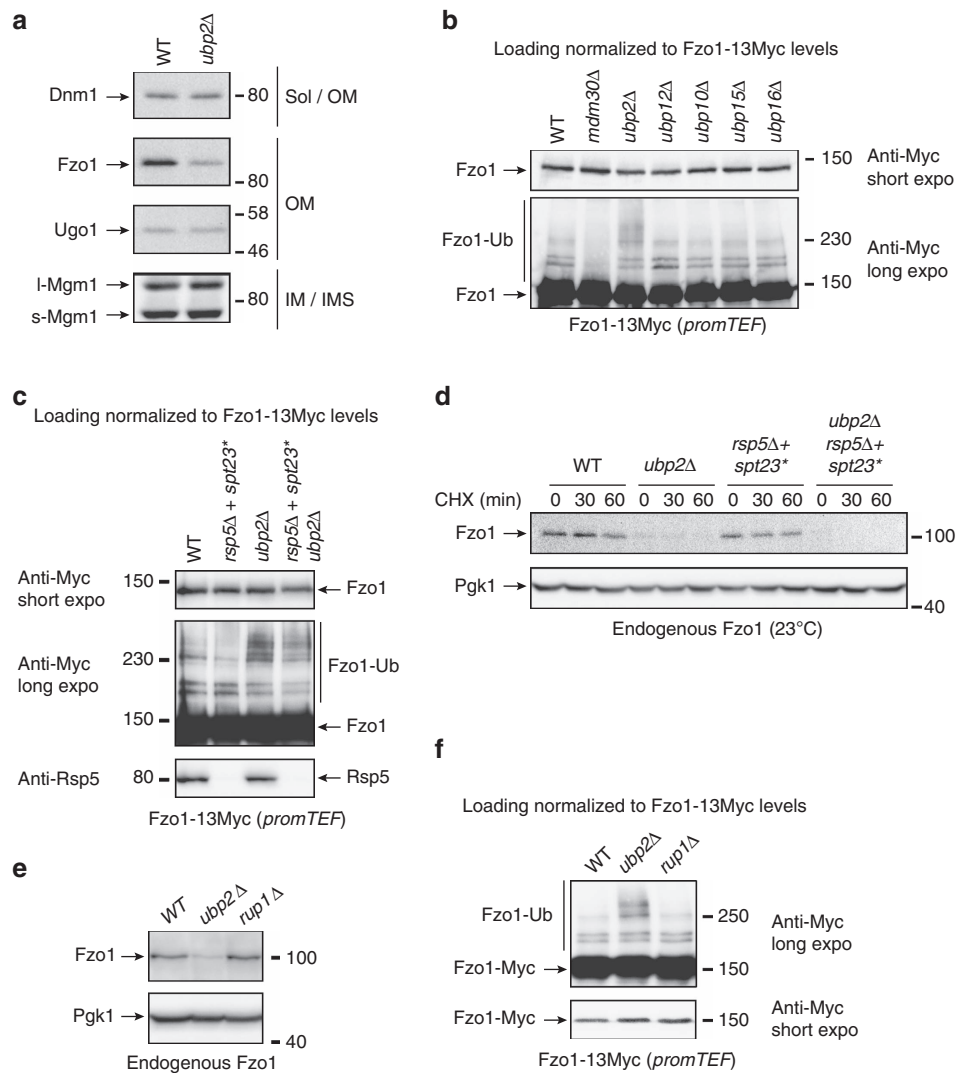 a
WT
ubp2Δ
Dnm1
80
Sol / OM
Fzo1
80
OM
Ugo1
58
46
l-Mgm1
s-Mgm1
80
IM / IMS
b
Loading normalized to Fzo1-13Myc levels
WT
mdm30Δ
ubp2Δ
ubp12Δ
ubp10Δ
ubp15Δ
ubp16Δ
Fzo1
150
Anti-Myc
short expo
Fzo1-Ub
230
Anti-Myc
long expo
Fzo1
150
Fzo1-13Myc (promTEF)
c
Loading normalized to Fzo1-13Myc levels
WT
rsp5Δ + spt23*
ubp2Δ
rsp5Δ + spt23*
ubp2Δ
Anti-Myc
short expo
150
Fzo1
Anti-Myc
long expo
230
Fzo1-Ub
150
Fzo1
Anti-Rsp5
80
Rsp5
Fzo1-13Myc (promTEF)
d
WT
ubp2Δ
rsp5Δ+
spt23*
ubp2Δ
rsp5Δ+
spt23*
CHX (min)
0 30 60 0 30 60 0 30 60 0 30 60
Fzo1
100
Pgk1
40
Endogenous Fzo1 (23°C)
e
WT
ubp2Δ
rup1Δ
Fzo1
100
Pgk1
40
Endogenous Fzo1
f
Loading normalized to Fzo1-13Myc levels
WT
ubp2Δ
rup1Δ
Fzo1-Ub
250
Anti-Myc
long expo
Fzo1-Myc
150
Fzo1-Myc
150
Anti-Myc
short expo
Fzo1-13Myc (promTEF)